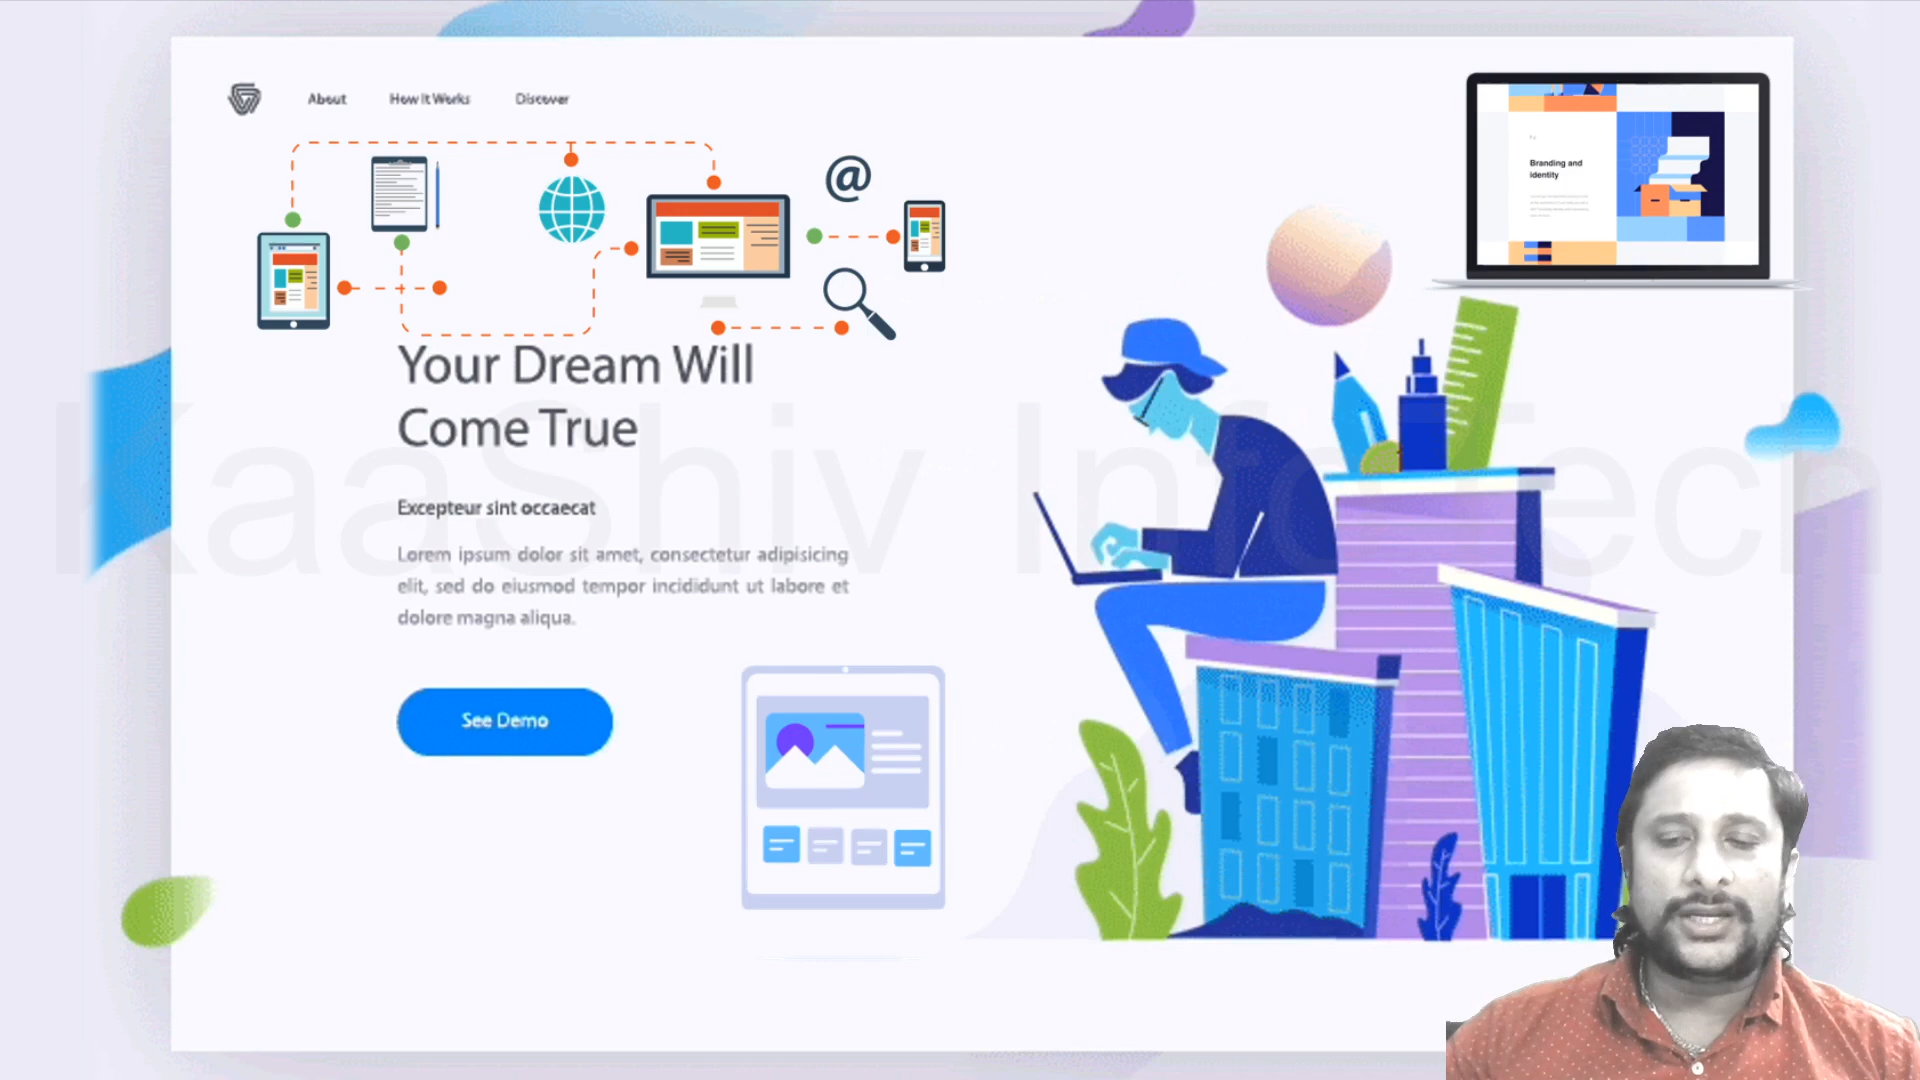 About How It Works Discover
@
Branding and
identity
Your Dream Will
Come True
KaaShiv InfoTech
Excepteur sint occaecat
Lorem ipsum dolor sit amet, consectetur adipisicing
elit, sed do eiusmod tempor incididunt ut labore et
dolore magna aliqua.
See Demo